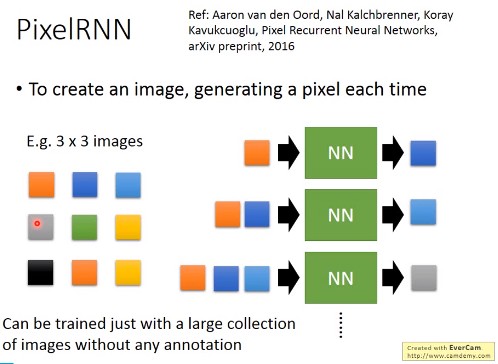 PixelRNN
Ref: Aaron van den Oord, Nal Kalchbrenner, Koray
Kavukcuoglu, Pixel Recurrent Neural Networks,
arXiv preprint, 2016
• To create an image, generating a pixel each time
E.g. 3 x 3 images
NN
NN
NN
......
Can be trained just with a large collection
of images without any annotation
Created with EverCam
http://www.camdemy.com